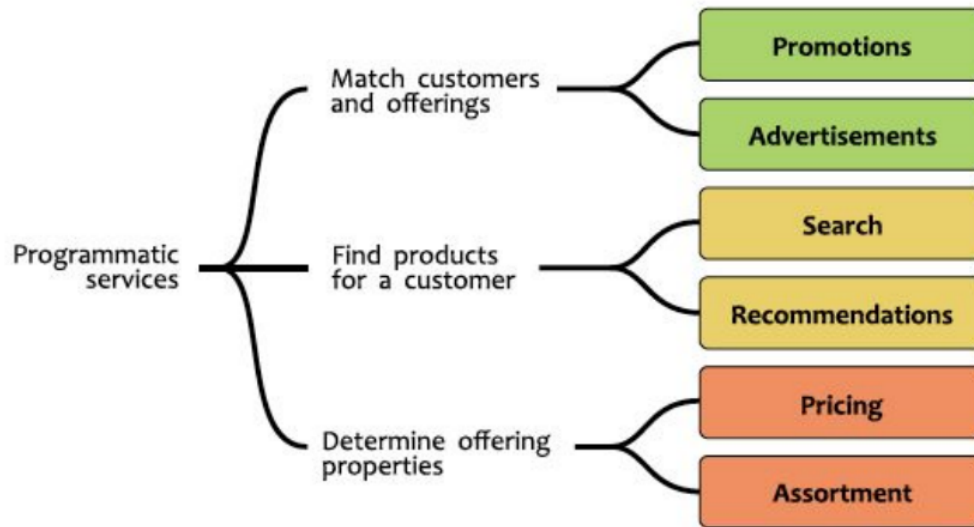 Programmatic
services
Match customers
and offerings
Promotions
Advertisements
Find products
for a customer
Search
Recommendations
Determine offering
properties
Pricing
Assortment